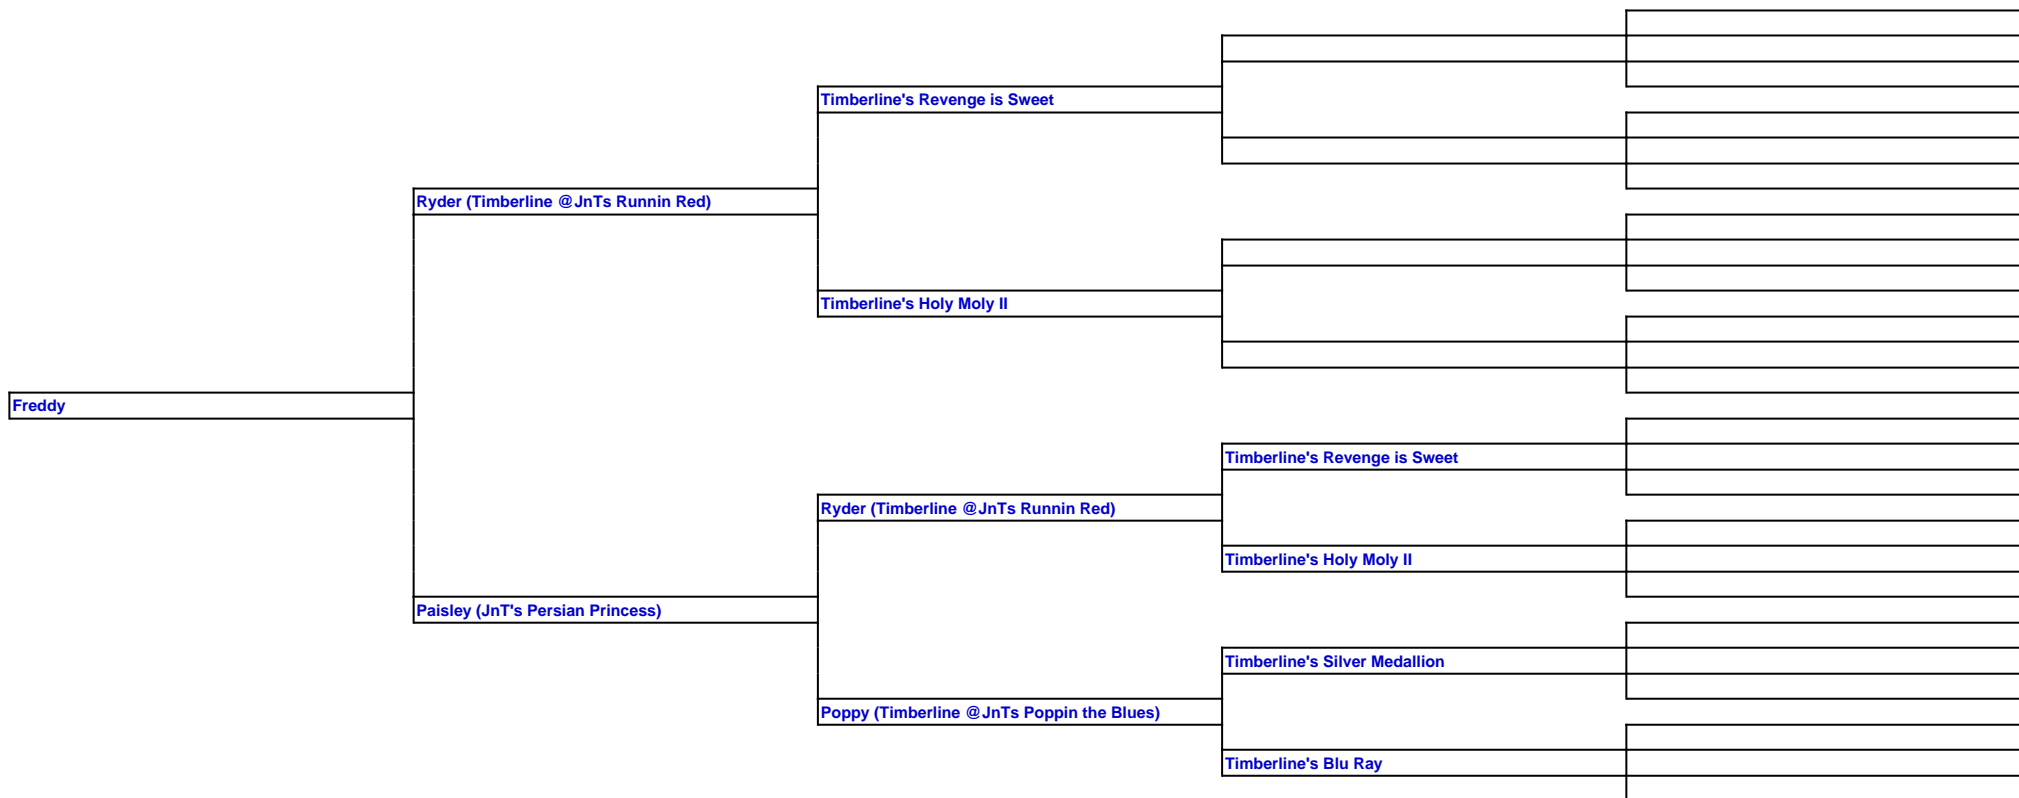 Timberline's Revenge is Sweet
Ryder (Timberline @JnTs Runnin Red)
Timberline's Holy Moly II
Freddy
Timberline's Revenge is Sweet
Ryder (Timberline @JnTs Runnin Red)
Timberline's Holy Moly II
Paisley (JnT's Persian Princess)
Timberline's Silver Medallion
Poppy (Timberline @JnTs Poppin the Blues)
Timberline's Blu Ray